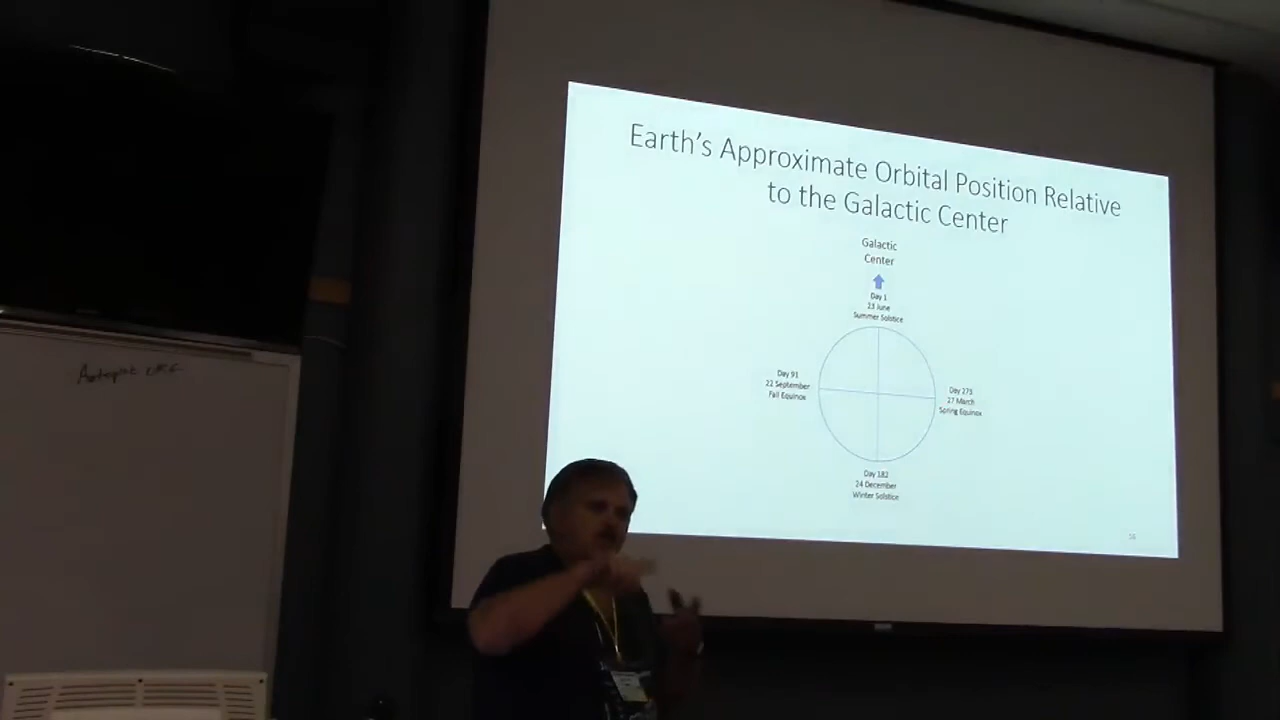 Earth's Approximate Orbital Position Relative
to the Galactic Center
Galactic
Center
Day 1
23 June
Summer Solstice
Day 91
22 September
Fall Equinox
Day 273
27 March
Spring Equinox
Day 182
24 December
Winter Solstice
16